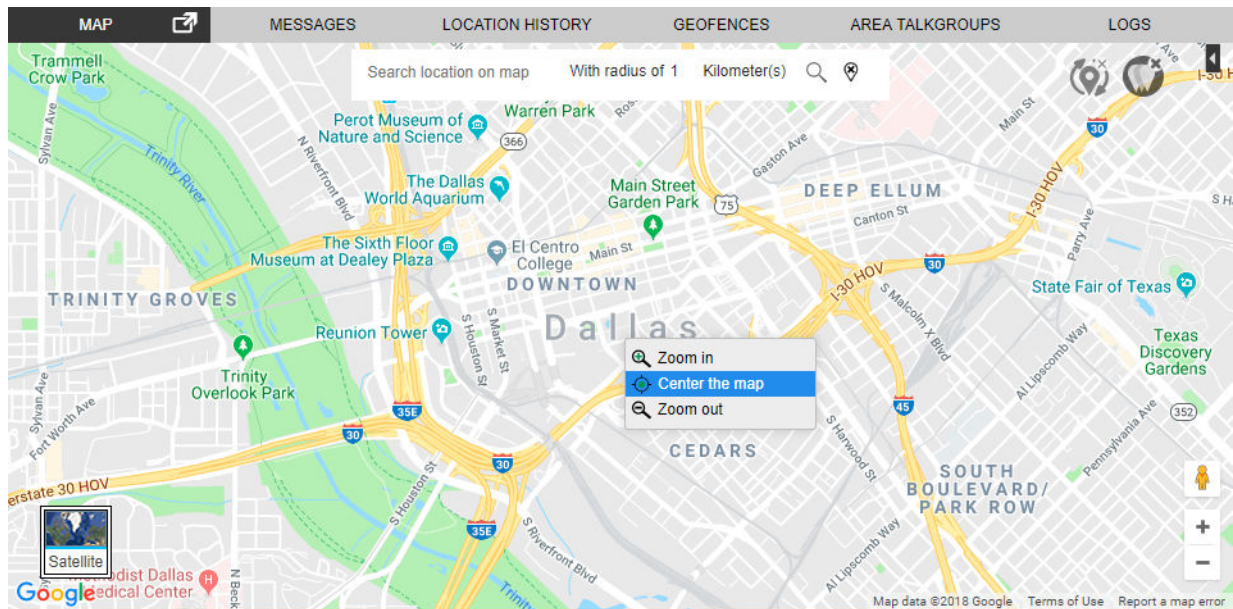 MAP
MESSAGES
LOCATION HISTORY
GEOFENCES
AREA TALKGROUPS
LOGS
Search location on map
With radius of 1
Kilometer(s)
Trammell
Crow Park
Sylvan Ave
Trinity River
N Riverfront Blvd
Perot Museum of
Nature and Science
Warren Park
366
Gaston Ave
Main St
30
I-30 HOV
The Dallas
World Aquarium
Main Street
Garden Park
75
DEEP ELLUM
Canton St
Parry Ave
The Sixth Floor
Museum at Dealey Plaza
El Centro
College
Main St
DOWNTOWN
I-30 HOV
30
S Malcolm X Blvd
State Fair of Texas
TRINITY GROVES
Reunion Tower
S Houston St
S Market St
Dallas
Texas
Discovery
Gardens
Trinity
Overlook Park
Zoom in
Center the map
Zoom out
Al Lipscomb Way
Sylvan Ave
Fort Worth Ave
35E
30
45
352
Pennsylvania Ave
CEDARS
S Harwood St
30
SOUTH
BOULEVARD/
PARK ROW
erstate 30 HOV
S Houston St
35E
S Riverfront Blvd
Al Lipscomb Way
Satellite
Methodist Dallas
edical Center
H
N Beck
Trinity
Google
Map data ©2018 Google
Terms of Use
Report a map error